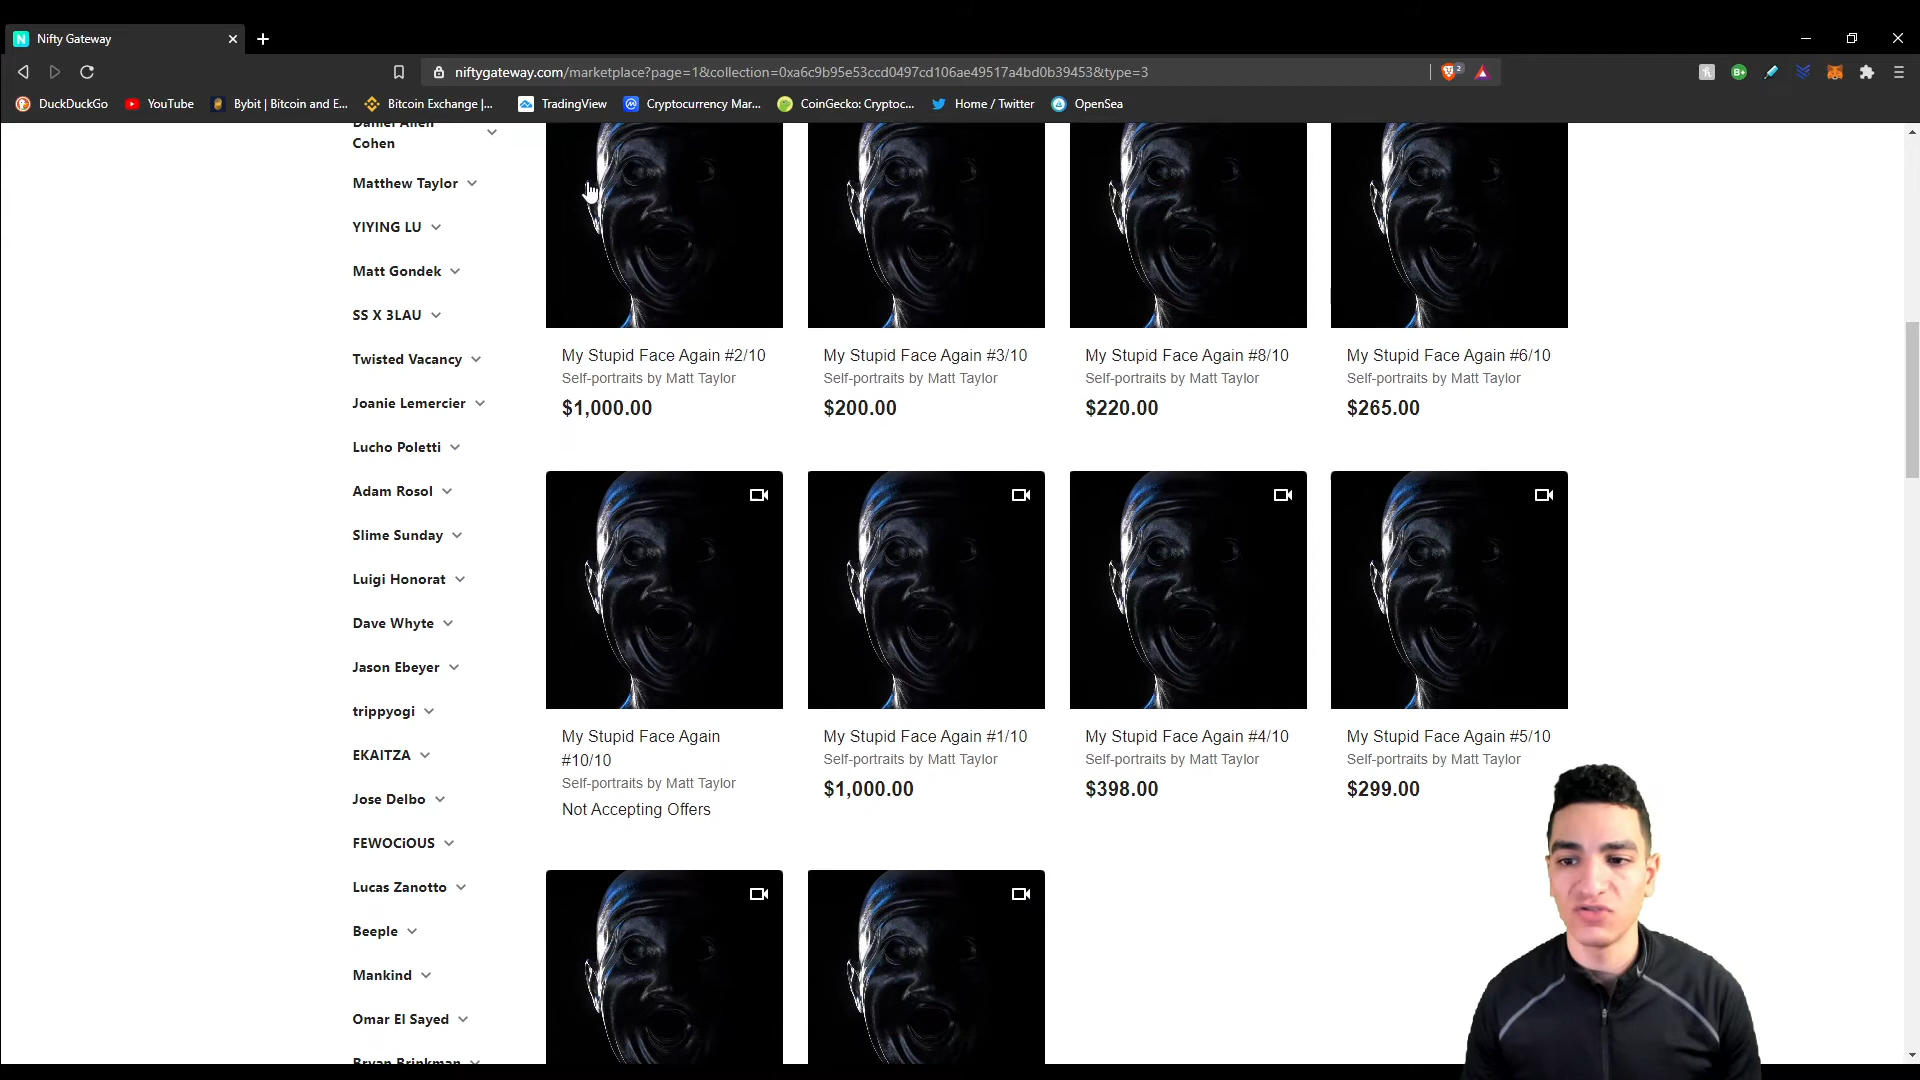 Nifty Gateway
niftygateway.com/marketplace?page=1&collection=0xa6c9b95e53ccd0497cd106ae49517a4bd0b39453&type=3
2
B+
DuckDuckGo
YouTube
Bybit | Bitcoin and E...
Bitcoin Exchange |...
TradingView
Cryptocurrency Mar...
CoinGecko: Cryptoc...
Home / Twitter
OpenSea
Daniel Allen
Cohen
Matthew Taylor
YIYING LU
Matt Gondek
SS X 3LAU
Twisted Vacancy
Joanie Lemercier
Lucho Poletti
Adam Rosol
Slime Sunday
Luigi Honorat
Dave Whyte
Jason Ebeyer
trippyogi
EKAITZA
Jose Delbo
FEWOCiOUS
Lucas Zanotto
Beeple
Mankind
Omar El Sayed
Bryan Brinkman
My Stupid Face Again #2/10
Self-portraits by Matt Taylor
$1,000.00
My Stupid Face Again #3/10
Self-portraits by Matt Taylor
$200.00
My Stupid Face Again #8/10
Self-portraits by Matt Taylor
$220.00
My Stupid Face Again #6/10
Self-portraits by Matt Taylor
$265.00
My Stupid Face Again
#10/10
Self-portraits by Matt Taylor
Not Accepting Offers
My Stupid Face Again #1/10
Self-portraits by Matt Taylor
$1,000.00
My Stupid Face Again #4/10
Self-portraits by Matt Taylor
$398.00
My Stupid Face Again #5/10
Self-portraits by Matt Taylor
$299.00